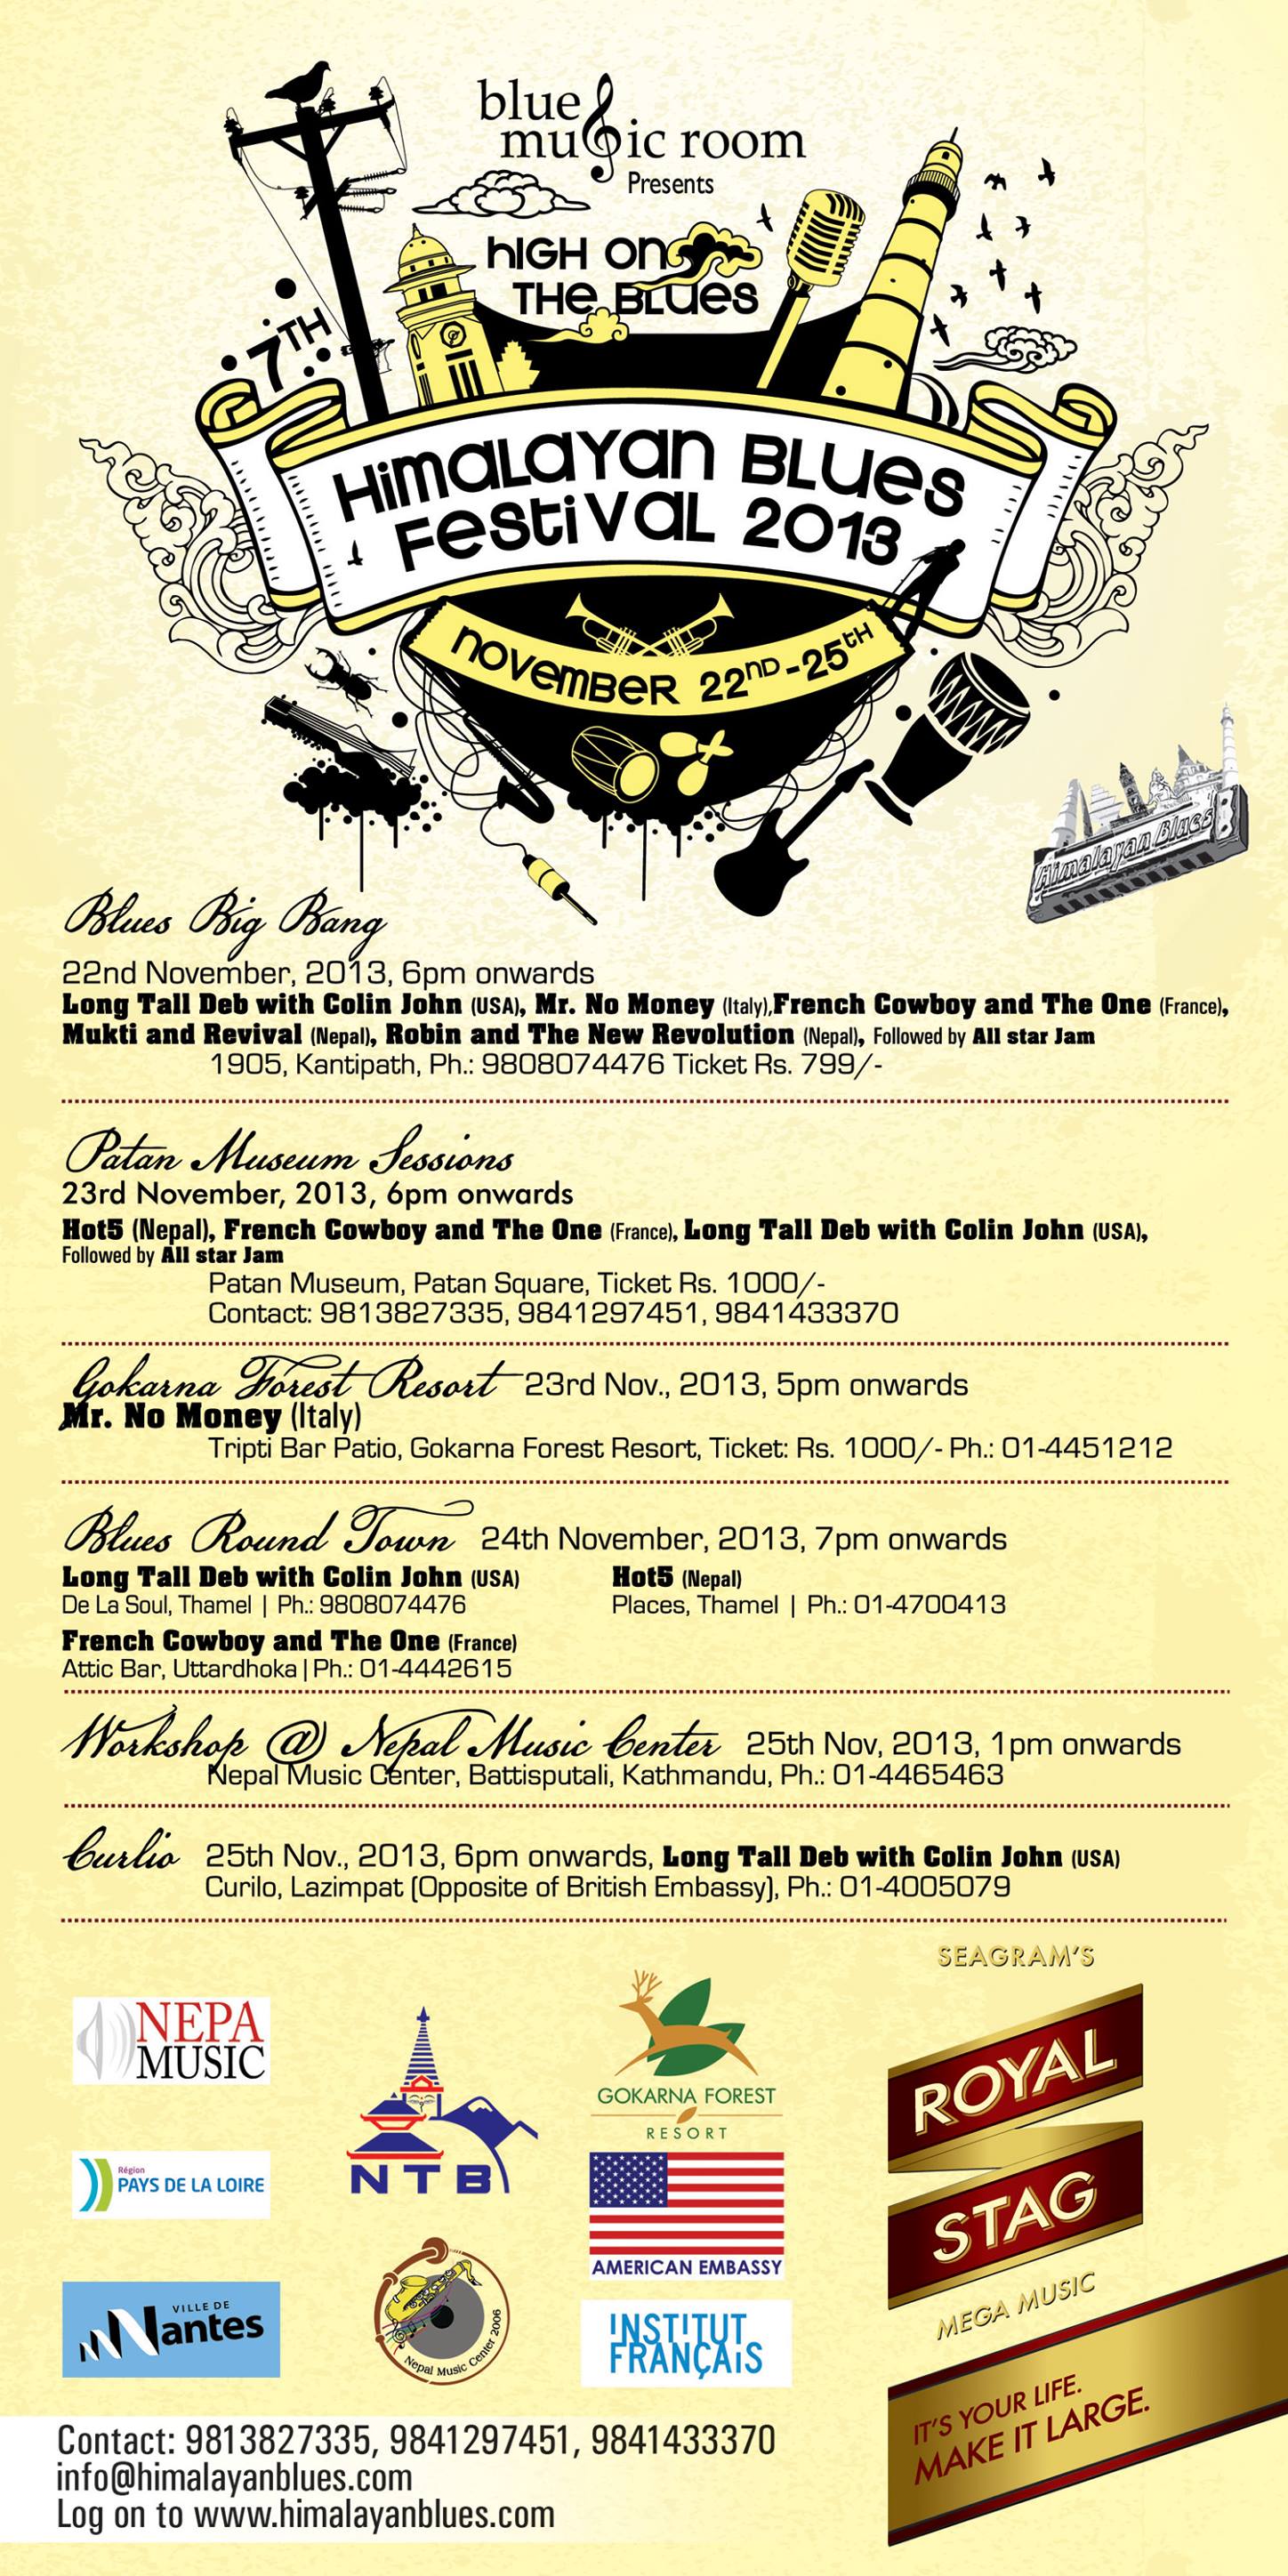 blue
music room
Presents
HIGH ON
THE BLUES
7TH
HIMALAYAN BLUES
FESTIVAL 2013
NOVEMBER 22ND-25TH
Himalayan Blues
Blues Big Bang
22nd November, 2013, 6pm onwards
Long Tall Deb with Colin John (USA), Mr. No Money (Italy),French Cowboy and The One (France),
Mukti and Revival (Nepal), Robin and The New Revolution (Nepal), Followed by All star Jam
1905, Kantipath, Ph.: 9808074476 Ticket Rs. 799/-
Patan Museum Sessions
23rd November, 2013, 6pm onwards
Hot5 (Nepal), French Cowboy and The One (France), Long Tall Deb with Colin John (USA),
Followed by All star Jam
Patan Museum, Patan Square, Ticket Rs. 1000/-
Contact: 9813827335, 9841297451, 9841433370
Gokarna Forest Resort 23rd Nov., 2013, 5pm onwards
Mr. No Money (Italy)
Tripti Bar Patio, Gokarna Forest Resort, Ticket: Rs. 1000/- Ph.: 01-4451212
Blues Round Town 24th November, 2013, 7pm onwards
Long Tall Deb with Colin John (USA)
De La Soul, Thamel | Ph.: 9808074476
Hot5 (Nepal)
Places, Thamel | Ph.: 01-4700413
French Cowboy and The One (France)
Attic Bar, Uttardhoka | Ph.: 01-4442615
Workshop @ Nepal Music Center 25th Nov, 2013, 1pm onwards
Nepal Music Center, Battisputali, Kathmandu, Ph.: 01-4465463
Curlio 25th Nov., 2013, 6pm onwards, Long Tall Deb with Colin John (USA)
Curilo, Lazimpat (Opposite of British Embassy), Ph.: 01-4005079
NEPA
MUSIC
Région
PAYS DE LA LOIRE
VILLE DE
Nantes
NTB
Nepal Music Center 2006
GOKARNA FOREST
RESORT
AMERICAN EMBASSY
INSTITUT
FRANÇAIS
SEAGRAM'S
ROYAL
STAG
MEGA MUSIC
IT'S YOUR LIFE.
MAKE IT LARGE.
Contact: 9813827335, 9841297451, 9841433370
info@himalayanblues.com
Log on to www.himalayanblues.com